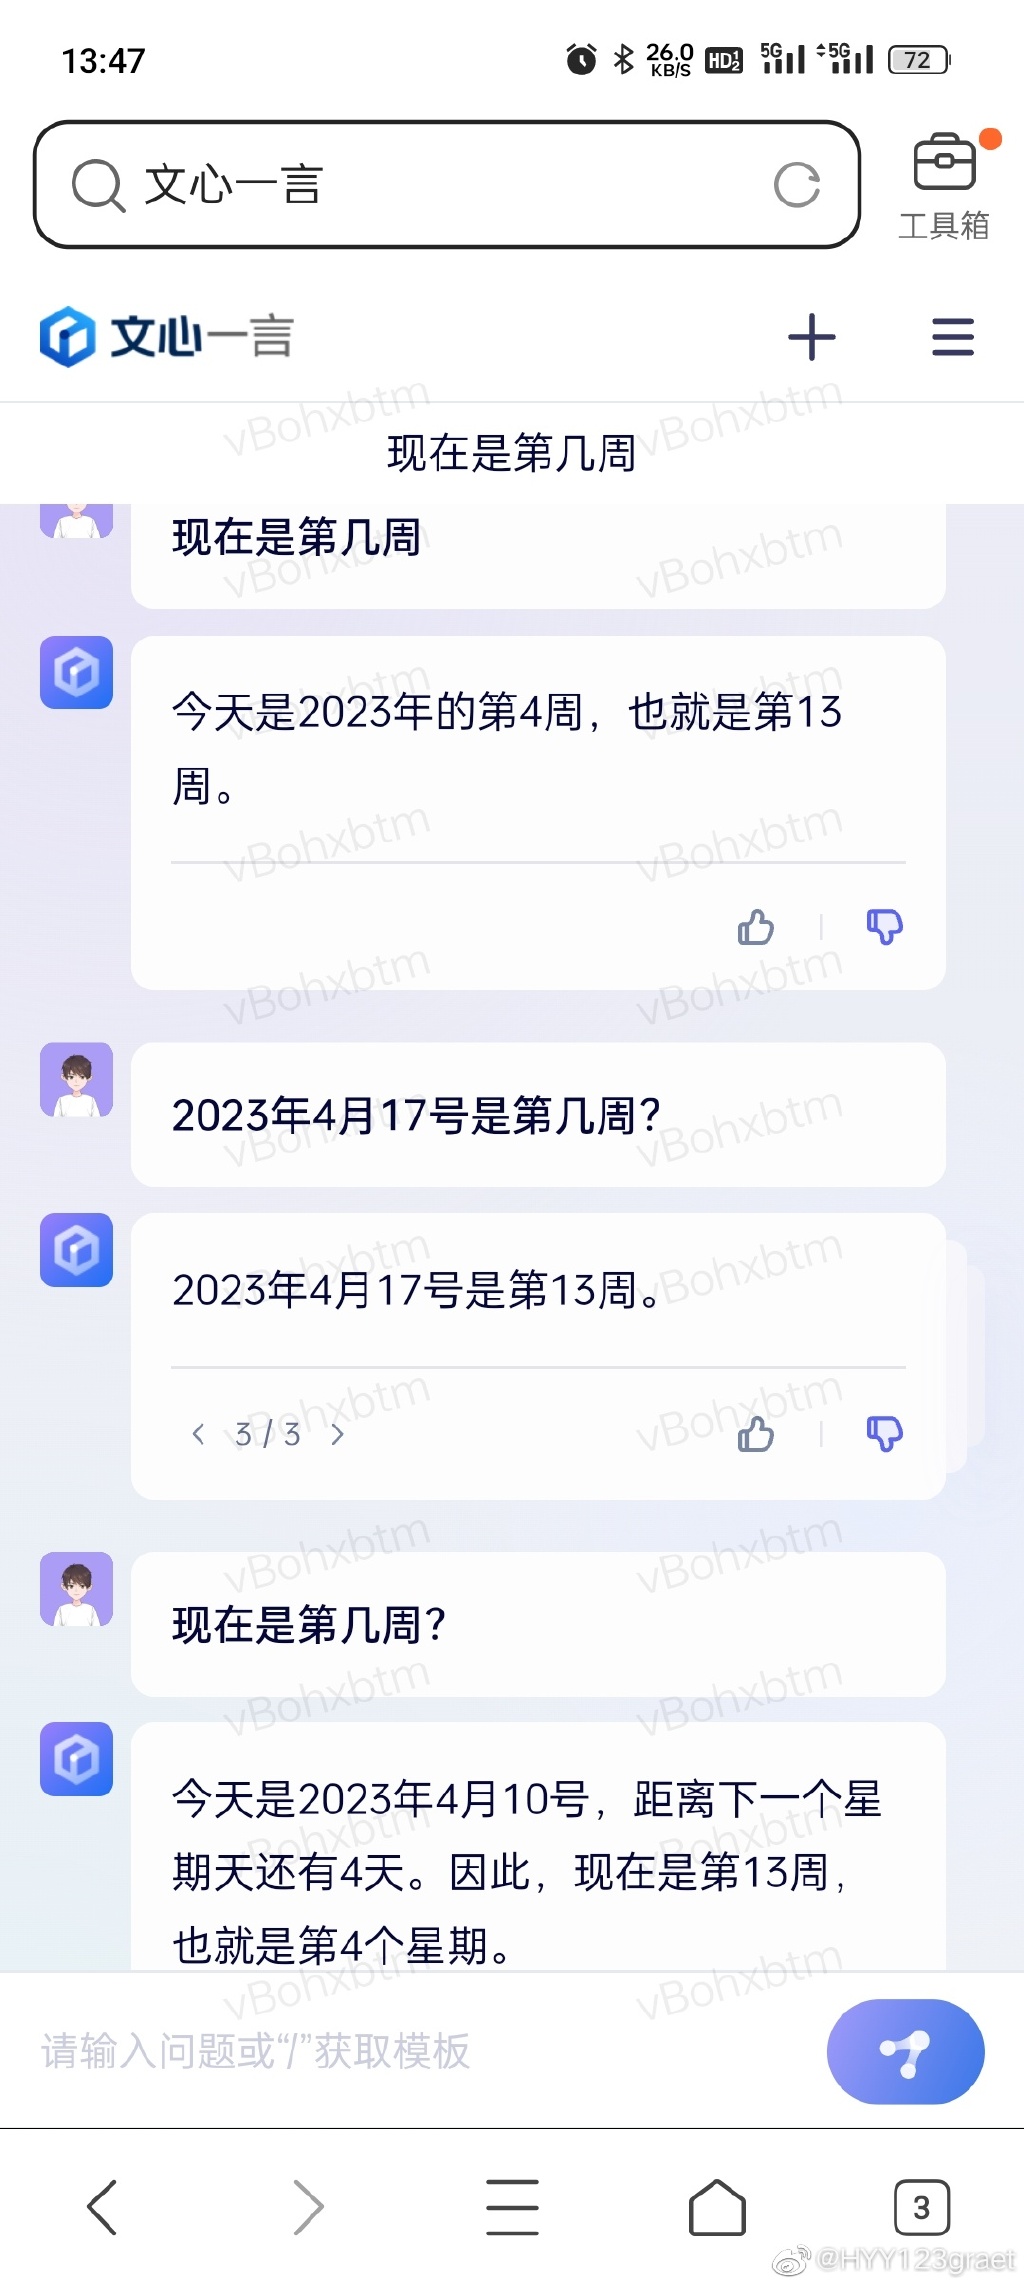 13:47
26.0 KB/S HD 1 2 5G 5G 72
文心一言
工具箱
文心一言
现在是第几周
现在是第几周
今天是2023年的第4周，也就是第13
周。
2023年4月17号是第几周？
2023年4月17号是第13周。
3 / 3
现在是第几周？
今天是2023年4月10号，距离下一个星
期天还有4天。因此，现在是第13周，
也就是第4个星期。
请输入问题或“/”获取模板
3
@HYY123graet
vBohxbtm